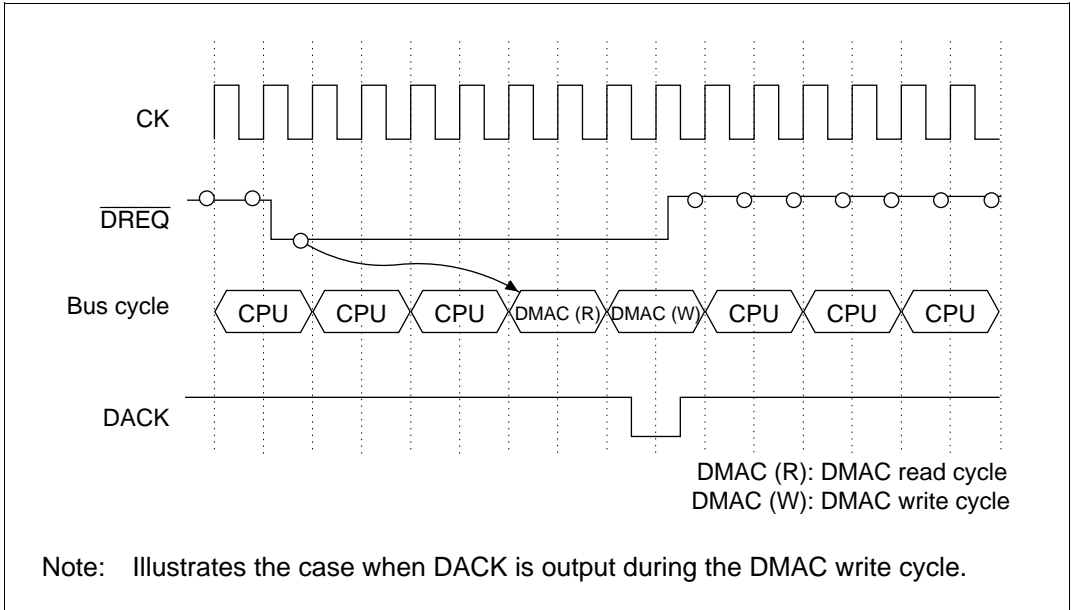 CK
DREQ
Bus cycle CPU CPU CPU DMAC (R) DMAC (W) CPU CPU CPU
DACK
DMAC (R): DMAC read cycle
DMAC (W): DMAC write cycle
Note: Illustrates the case when DACK is output during the DMAC write cycle.